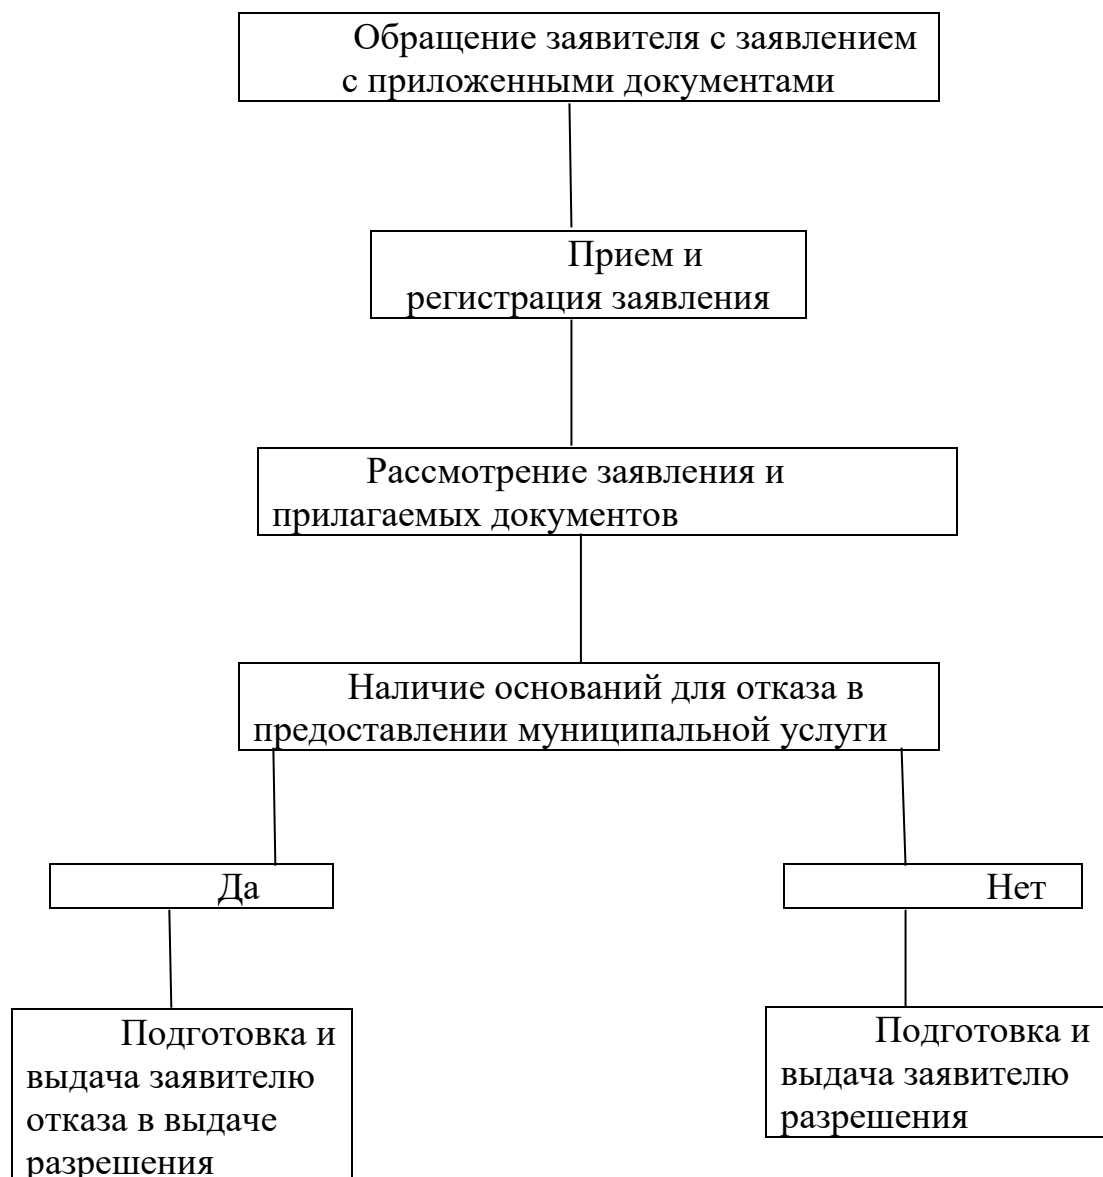 Обращение заявителя с заявлением
с приложенными документами
Прием и
регистрация заявления
Рассмотрение заявления и
прилагаемых документов
Наличие оснований для отказа в
предоставлении муниципальной услуги
Да
Нет
Подготовка и
выдача заявителю
отказа в выдаче
разрешения
Подготовка и
выдача заявителю
разрешения